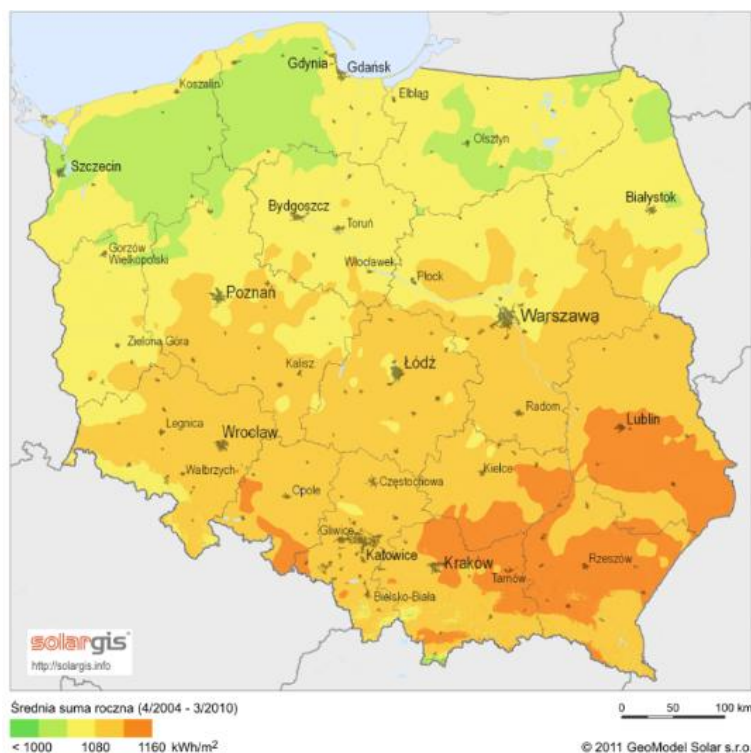 Gdynia
Gdańsk
Koszalin
Elbląg
Olsztyn
Szczecin
Białystok
Bydgoszcz
Toruń
Gorzów
Wielkopolski
Włocławek
Płock
Poznań
Warszawa
Zielona Góra
Kalisz
Łódź
Radom
Lublin
Legnica
Wrocław
Wałbrzych
Opole
Częstochowa
Kielce
Gliwice
Katowice
Kraków
Tarnów
Rzeszów
Bielsko-Biała
solargis
http://solargis.info
Średnia suma roczna (4/2004 - 3/2010)
0 50 100 km
< 1000 1080 1160 kWh/m²
© 2011 GeoModel Solar s.r.o.